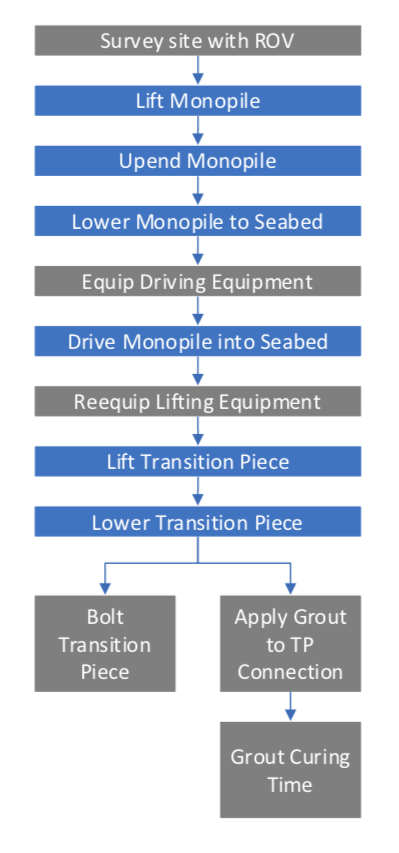 Survey site with ROV
Lift Monopile
Upend Monopile
Lower Monopile to Seabed
Equip Driving Equipment
Drive Monopile into Seabed
Reequip Lifting Equipment
Lift Transition Piece
Lower Transition Piece
Bolt
Transition
Piece
Apply Grout
to TP
Connection
Grout Curing
Time